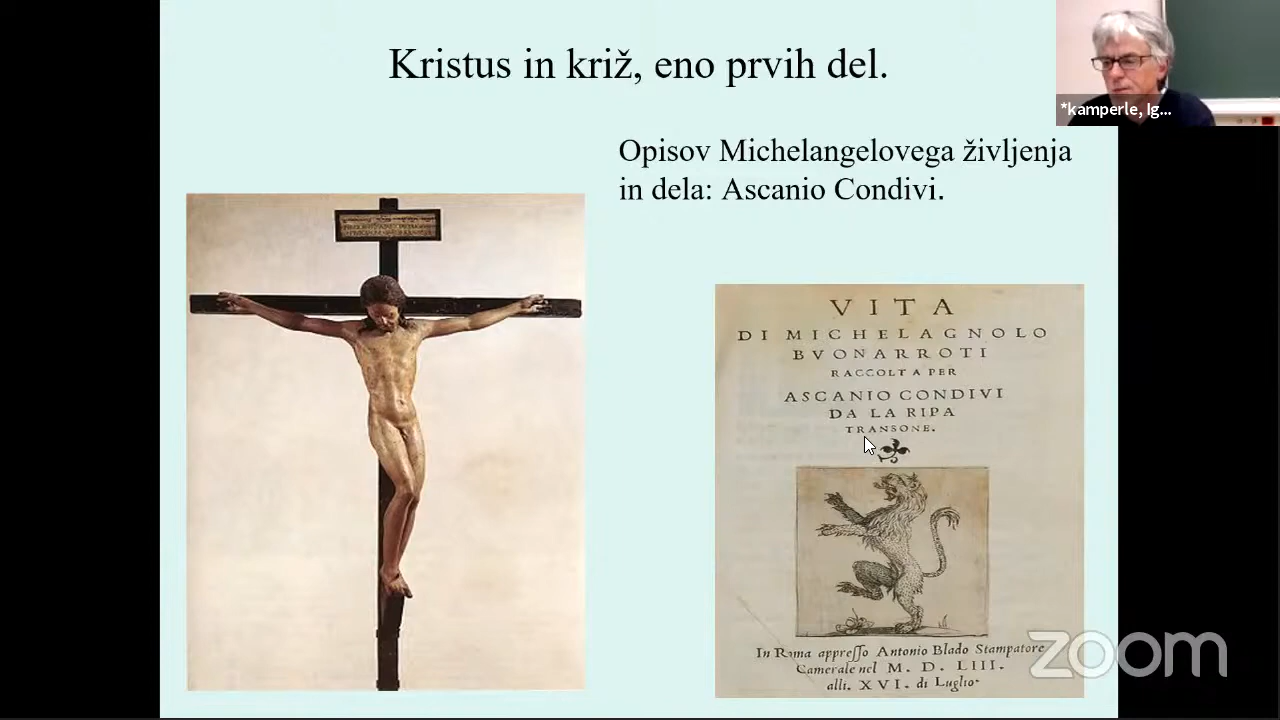 Kristus in križ, eno prvih del.
*kamperle, Ig...
Opisov Michelangelovega življenja
in dela: Ascanio Condivi.
VITA
DI MICHELAGNOLO
BVONARROTI
RACCOLTA PER
ASCANIO CONDIVI
DA LA RIPA
TRANSONE.
In Roma appresso Antonio Blado Stampatore
Camerale nel M. D. LIII.
alli. XVI. di Luglio
zoom